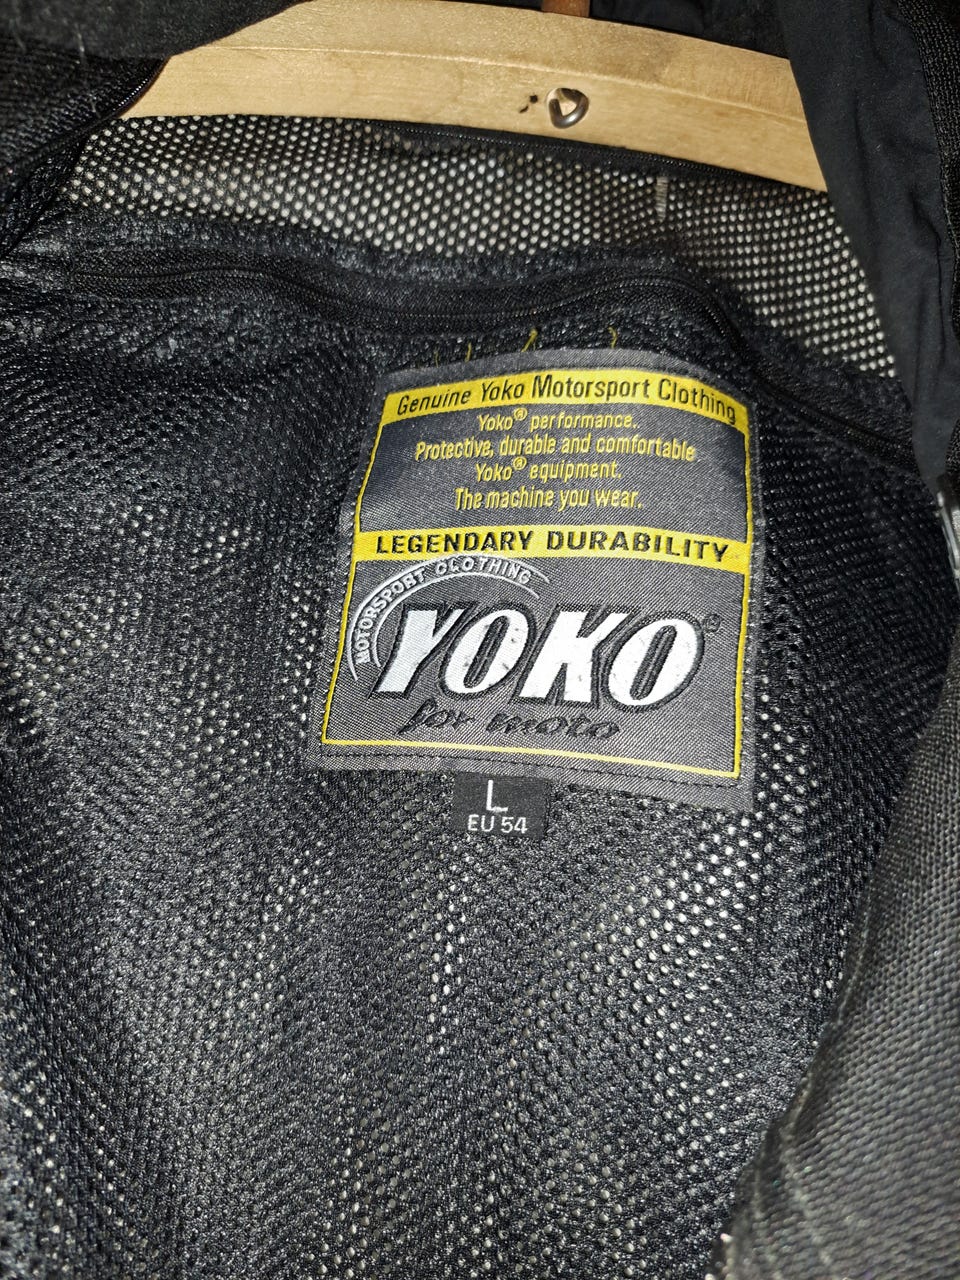 Genuine Yoko Motorsport Clothing
Yoko® performance.
Protective, durable and comfortable
Yoko® equipment.
The machine you wear.
LEGENDARY DURABILITY
MOTORSPORT CLOTHING
YOKO®
for moto
L
EU 54